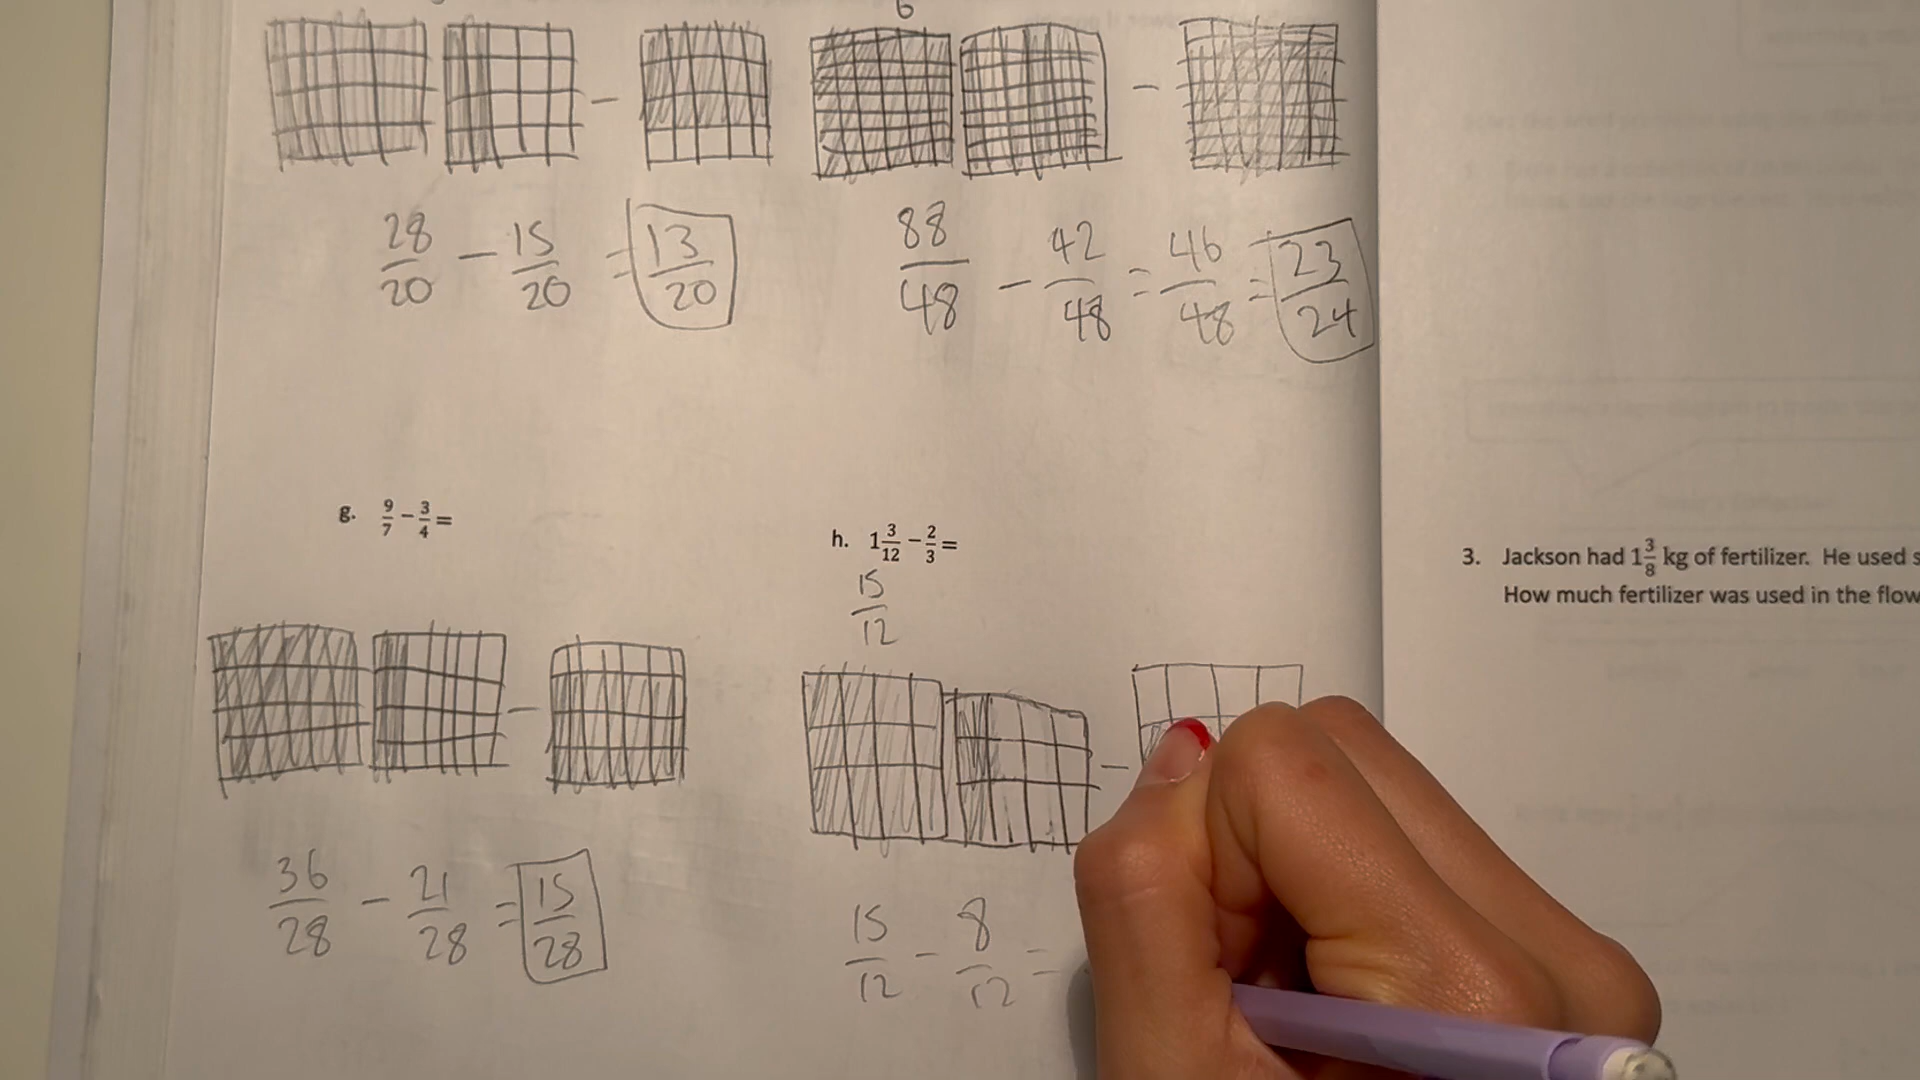 6
28/20 - 15/20 = 13/20
88/48 - 42/48 = 46/48 = 23/24
g. 9/7 - 3/4 =
h. 1 3/12 - 2/3 =
15/12
36/28 - 21/28 = 15/28
15/12 - 8/12 =
3. Jackson had 1 3/8 kg of fertilizer. He used
How much fertilizer was used in the flow